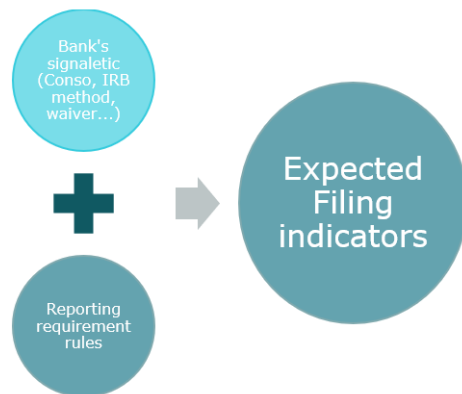 Bank's
signaletic
(Conso, IRB
method,
waiver...)
Reporting
requirement
rules
Expected
Filing
indicators